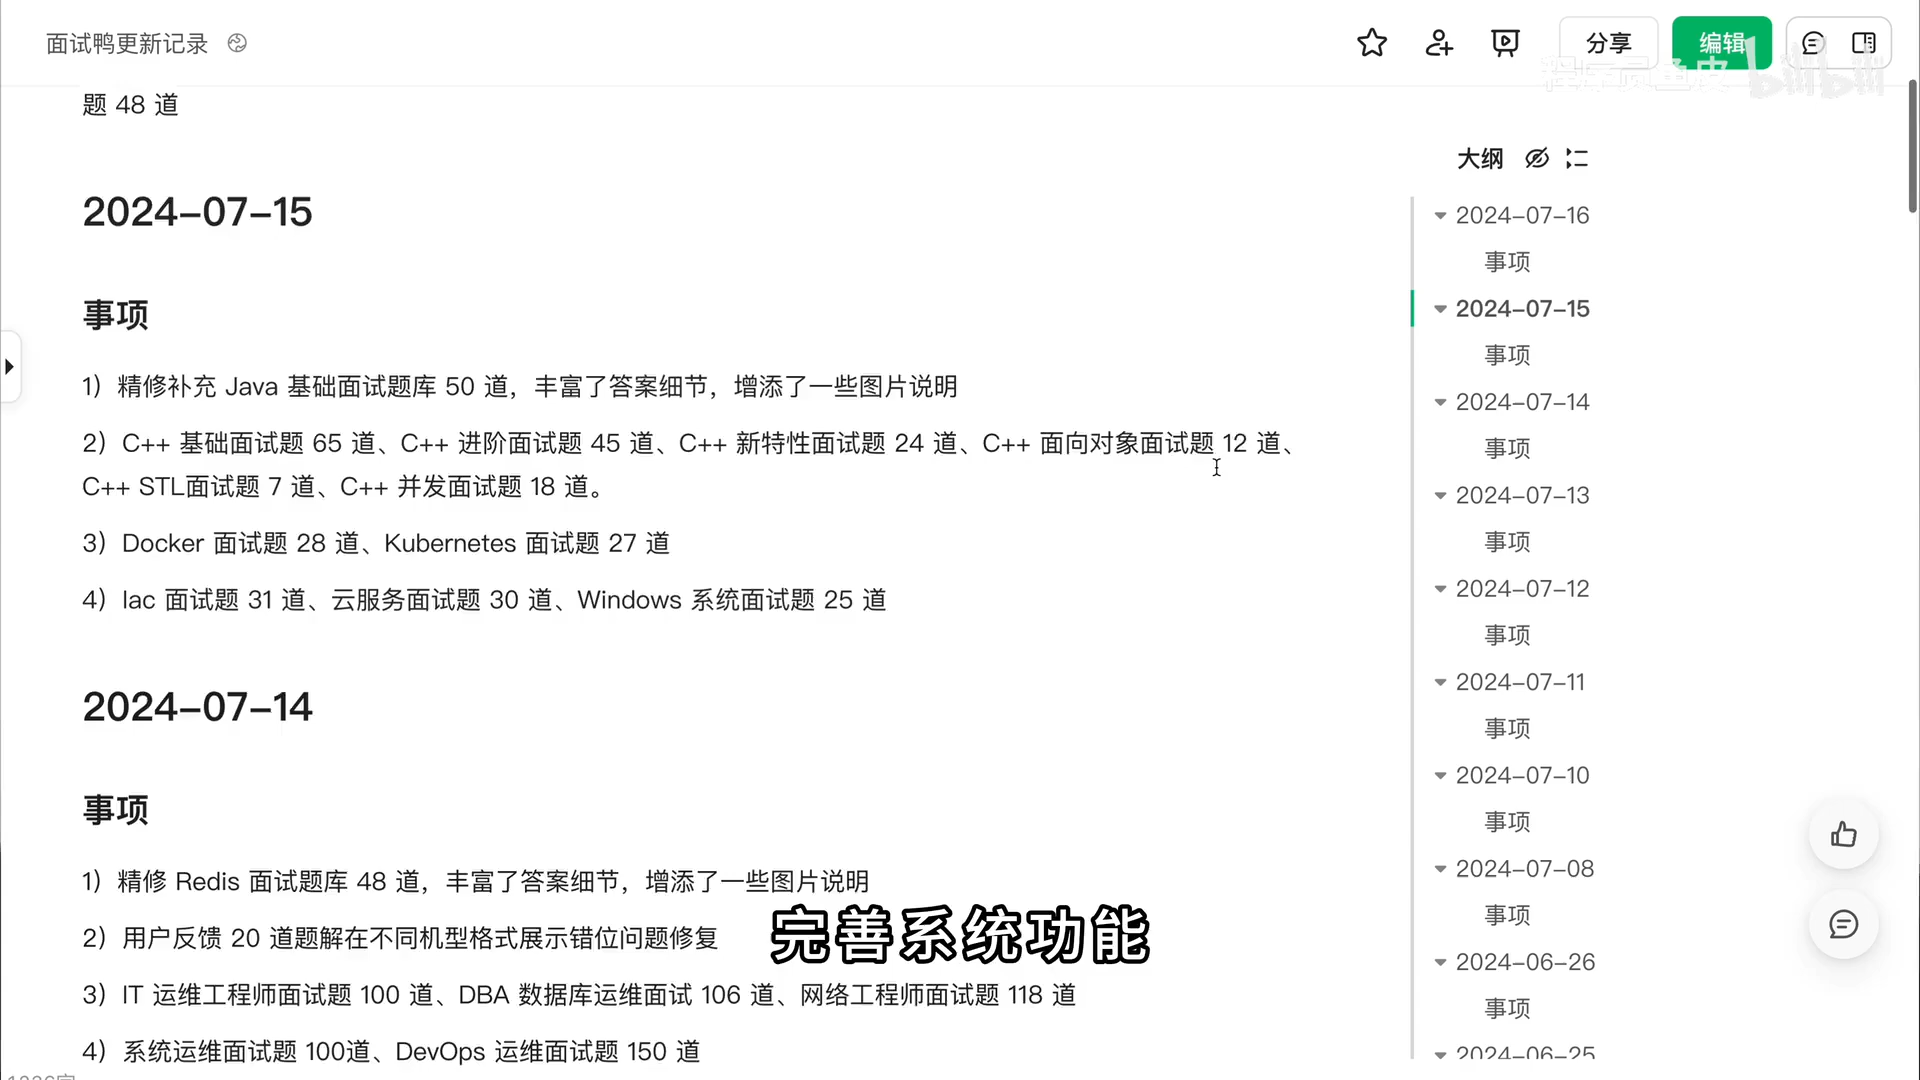 面试鸭更新记录
分享
编辑
程序员鱼皮 bilibili
题 48 道
大纲
2024-07-15
事项
1）精修补充 Java 基础面试题库 50 道，丰富了答案细节，增添了一些图片说明
2）C++ 基础面试题 65 道、C++ 进阶面试题 45 道、C++ 新特性面试题 24 道、C++ 面向对象面试题 12 道、
C++ STL面试题 7 道、C++ 并发面试题 18 道。
3）Docker 面试题 28 道、Kubernetes 面试题 27 道
4）Iac 面试题 31 道、云服务面试题 30 道、Windows 系统面试题 25 道
2024-07-14
事项
1）精修 Redis 面试题库 48 道，丰富了答案细节，增添了一些图片说明
2）用户反馈 20 道题解在不同机型格式展示错位问题修复
3）IT 运维工程师面试题 100 道、DBA 数据库运维面试 106 道、网络工程师面试题 118 道
4）系统运维面试题 100道、DevOps 运维面试题 150 道
完善系统功能
2024-07-16
事项
2024-07-15
事项
2024-07-14
事项
2024-07-13
事项
2024-07-12
事项
2024-07-11
事项
2024-07-10
事项
2024-07-08
事项
2024-06-26
事项
2024-06-25